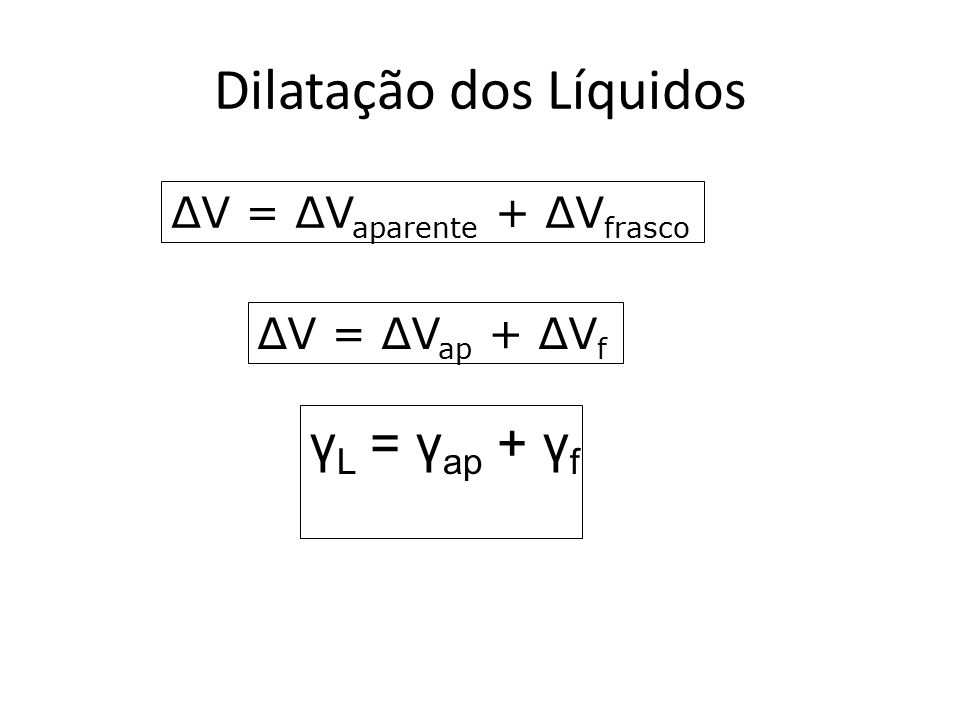 Dilatação dos Líquidos
ΔV = ΔVaparente + ΔVfrasco
ΔV = ΔVap + ΔVf
γL = γap + γf